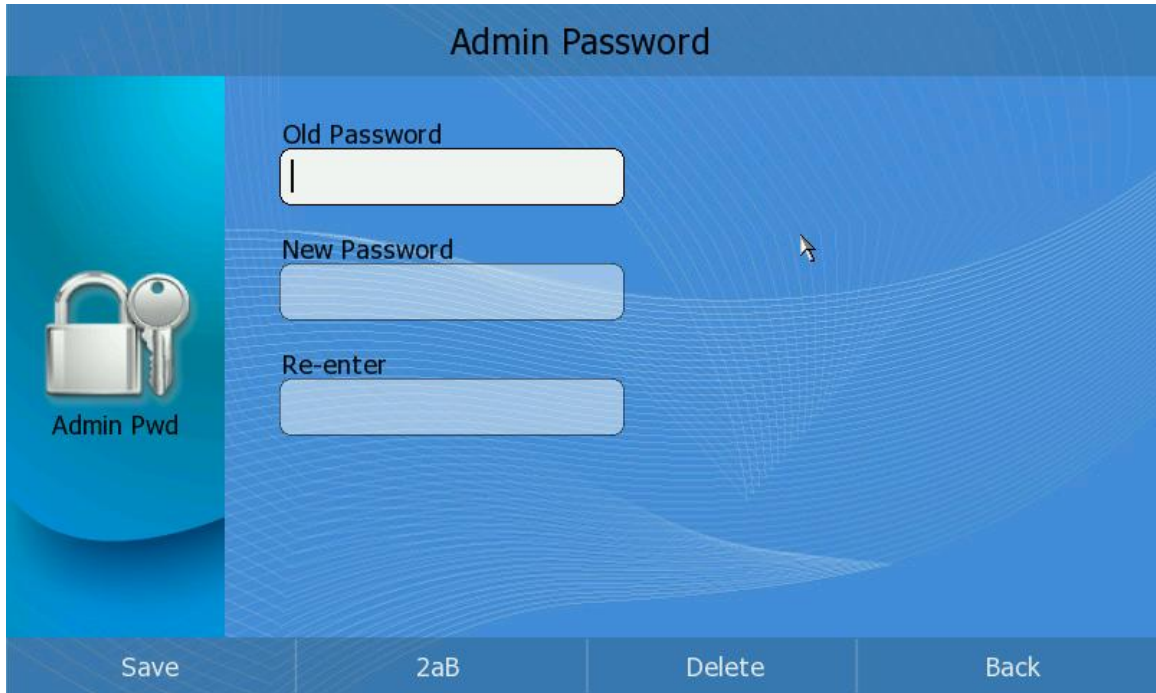 Admin Password
Old Password
New Password
Re-enter
Admin Pwd
Save 2aB Delete Back